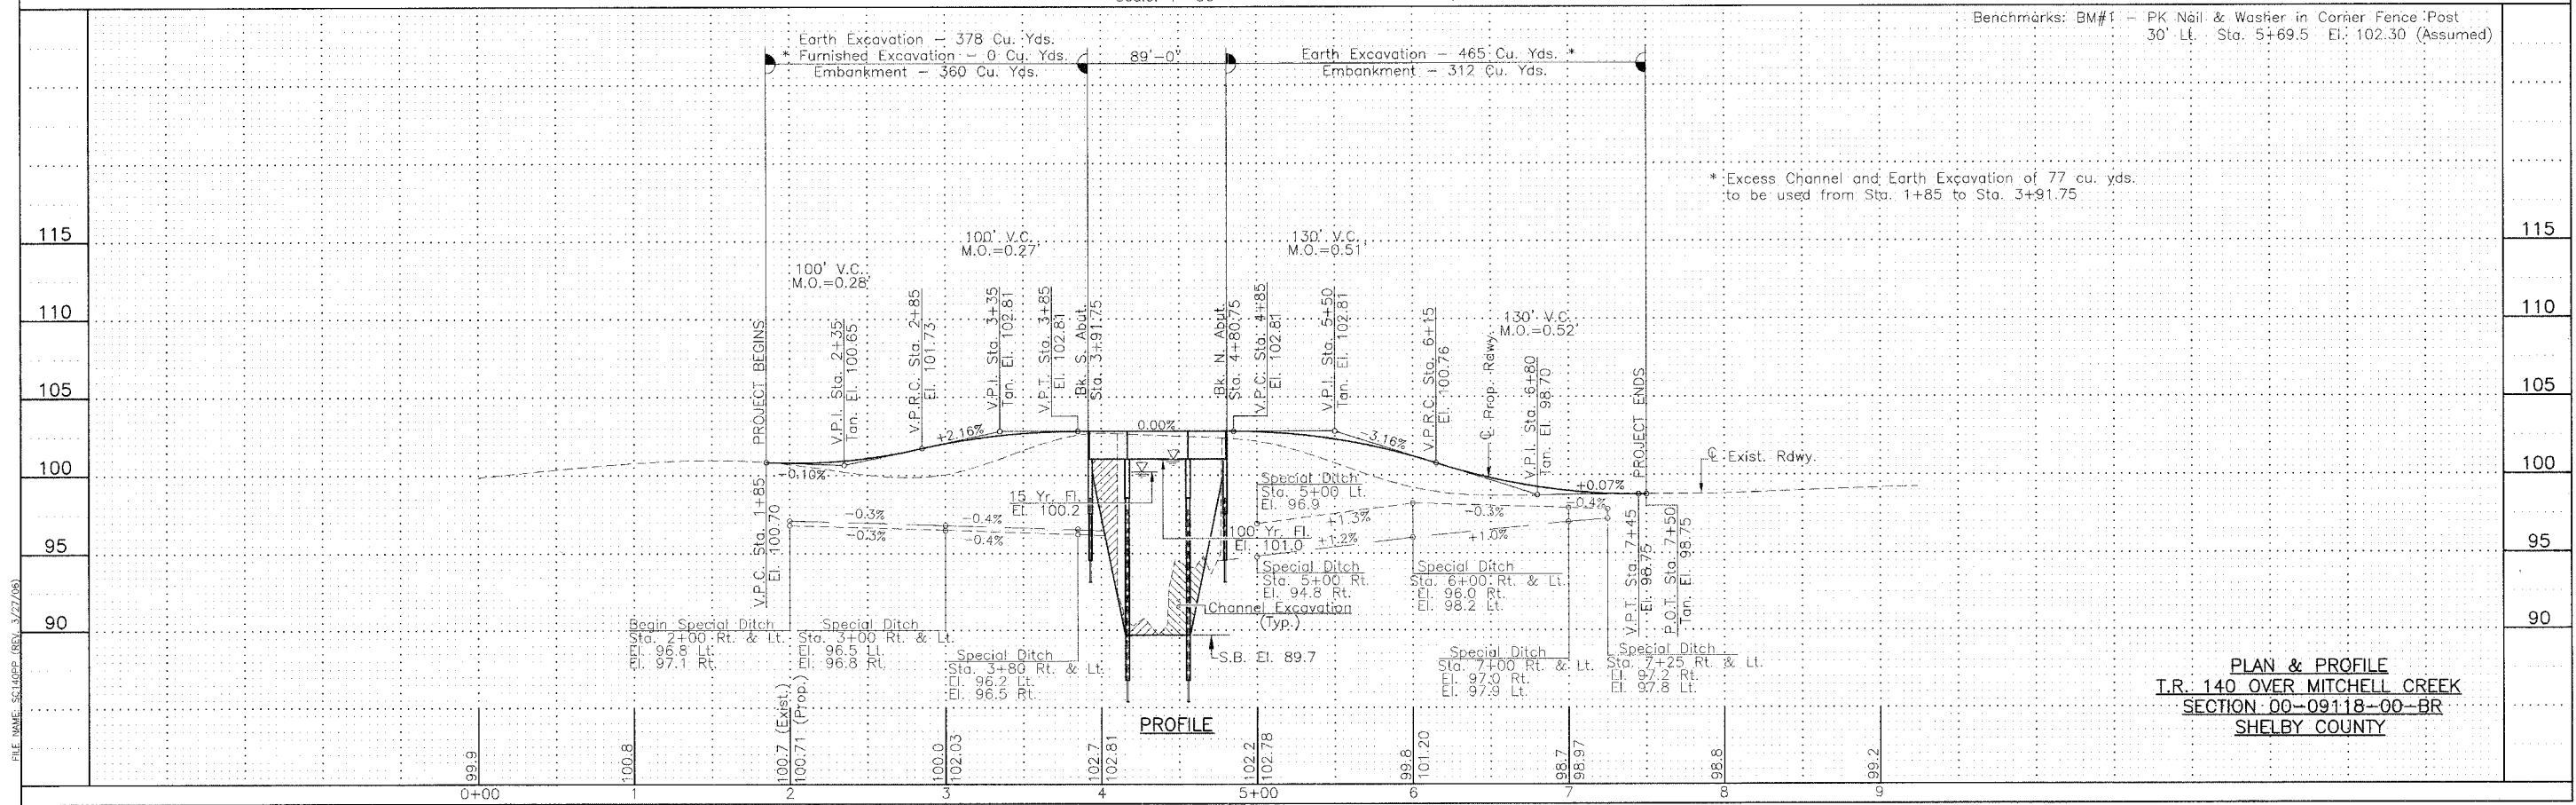 Benchmarks: BM#1 - PK Nail & Washer in Corner Fence Post
30' Lt. Sta. 5+69.5 El. 102.30 (Assumed)
Earth Excavation - 378 Cu. Yds.
* Furnished Excavation - 0 Cu. Yds.
Embankment - 360 Cu. Yds.
89'-0"
Earth Excavation - 465 Cu. Yds. *
Embankment - 312 Cu. Yds.
* Excess Channel and Earth Excavation of 77 cu. yds.
to be used from Sta. 1+85 to Sta. 3+91.75
115
110
105
100
95
90
115
110
105
100
95
90
100' V.C.
M.O.=0.28'
100' V.C.
M.O.=0.27'
130' V.C.
M.O.=0.51'
130' V.C.
M.O.=0.52'
PROJECT BEGINS
V.P.C. Sta. 1+85
El. 100.70
V.P.I. Sta. 2+35
Tan. El. 100.65
V.P.R.C. Sta. 2+85
El. 101.73
V.P.I. Sta. 3+35
Tan. El. 102.81
V.P.T. Sta. 3+85
El. 102.81
Bk. S. Abut.
Sta. 3+91.75
Bk. N. Abut.
Sta. 4+80.75
V.P.C. Sta. 4+85
El. 102.81
V.P.I. Sta. 5+50
Tan. El. 102.81
V.P.R.C. Sta. 6+15
El. 100.76
℄ Prop. Rdwy.
V.P.I. Sta. 6+80
Tan. El. 98.70
PROJECT ENDS
V.P.T. Sta. 7+45
El. 98.75
P.O.T. Sta. 7+50
Tan. El. 98.75
℄ Exist. Rdwy.
-0.10%
+2.16%
0.00%
-3.16%
+0.07%
-0.3%
-0.4%
-0.3%
-0.4%
+1.3%
-0.3%
-0.4%
+1.2%
+1.0%
15 Yr. Fl.
El. 100.2
100 Yr. Fl.
El. 101.0
Special Ditch
Sta. 5+00 Lt.
El. 96.9
Special Ditch
Sta. 5+00 Rt.
El. 94.8 Rt.
Channel Excavation
(Typ.)
S.B. El. 89.7
Special Ditch
Sta. 6+00 Rt. & Lt.
El. 96.0 Rt.
El. 98.2 Lt.
Begin Special Ditch
Sta. 2+00 Rt. & Lt.
El. 96.8 Lt.
El. 97.1 Rt.
Special Ditch
Sta. 3+00 Rt. & Lt.
El. 96.5 Lt.
El. 96.8 Rt.
Special Ditch
Sta. 3+80 Rt. & Lt.
El. 96.2 Lt.
El. 96.5 Rt.
Special Ditch
Sta. 7+00 Rt. & Lt.
El. 97.0 Rt.
El. 97.9 Lt.
Special Ditch
Sta. 7+25 Rt. & Lt.
El. 97.2 Rt.
El. 97.8 Lt.
PROFILE
PLAN & PROFILE
T.R. 140 OVER MITCHELL CREEK
SECTION 00-09118-00-BR
SHELBY COUNTY
99.9
100.8
100.7 (Exist.)
100.71 (Prop.)
100.0
102.03
102.7
102.81
102.2
102.78
99.8
101.20
98.7
98.97
98.8
99.2
0+00
1
2
3
4
5+00
6
7
8
9
FILE NAME: SC140PP (REV. 3/27/06)